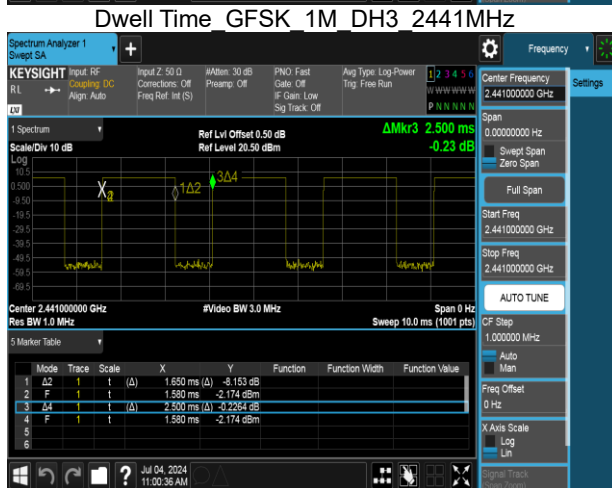 Dwell Time_GFSK_1M_DH3_2441MHz
Spectrum Analyzer 1
Swept SA
+
Frequency
KEYSIGHT Input: RF
RL
Coupling: DC
Align: Auto
Input Z: 50 Ω
Corrections: Off
Freq Ref: Int (S)
#Atten: 30 dB
Preamp: Off
PNO: Fast
Gate: Off
IF Gain: Low
Sig Track: Off
Avg Type: Log-Power
Trig: Free Run
1 2 3 4 5 6
W W W W W W
P N N N N N
LXI
1 Spectrum
Scale/Div 10 dB
Ref Lvl Offset 0.50 dB
Ref Level 20.50 dBm
ΔMkr3 2.500 ms
-0.23 dB
Log
10.5
0.500
-9.50
-19.5
-29.5
-39.5
-49.5
-59.5
-69.5
Xa
1Δ2
3Δ4
Center 2.441000000 GHz
Res BW 1.0 MHz
#Video BW 3.0 MHz
Span 0 Hz
Sweep 10.0 ms (1001 pts)
5 Marker Table
Mode Trace Scale X Y Function Function Width Function Value
1 Δ2 1 t (Δ) 1.650 ms (Δ) -8.153 dB
2 F 1 t 1.580 ms -2.174 dBm
3 Δ4 1 t (Δ) 2.500 ms (Δ) -0.2264 dB
4 F 1 t 1.580 ms -2.174 dBm
5
6
?
Jul 04, 2024
11:00:36 AM
Center Frequency
2.441000000 GHz
Settings
Span
0.00000000 Hz
Swept Span
Zero Span
Full Span
Start Freq
2.441000000 GHz
Stop Freq
2.441000000 GHz
AUTO TUNE
CF Step
1.000000 MHz
Auto
Man
Freq Offset
0 Hz
X Axis Scale
Log
Lin
Signal Track
(Span Zoom)